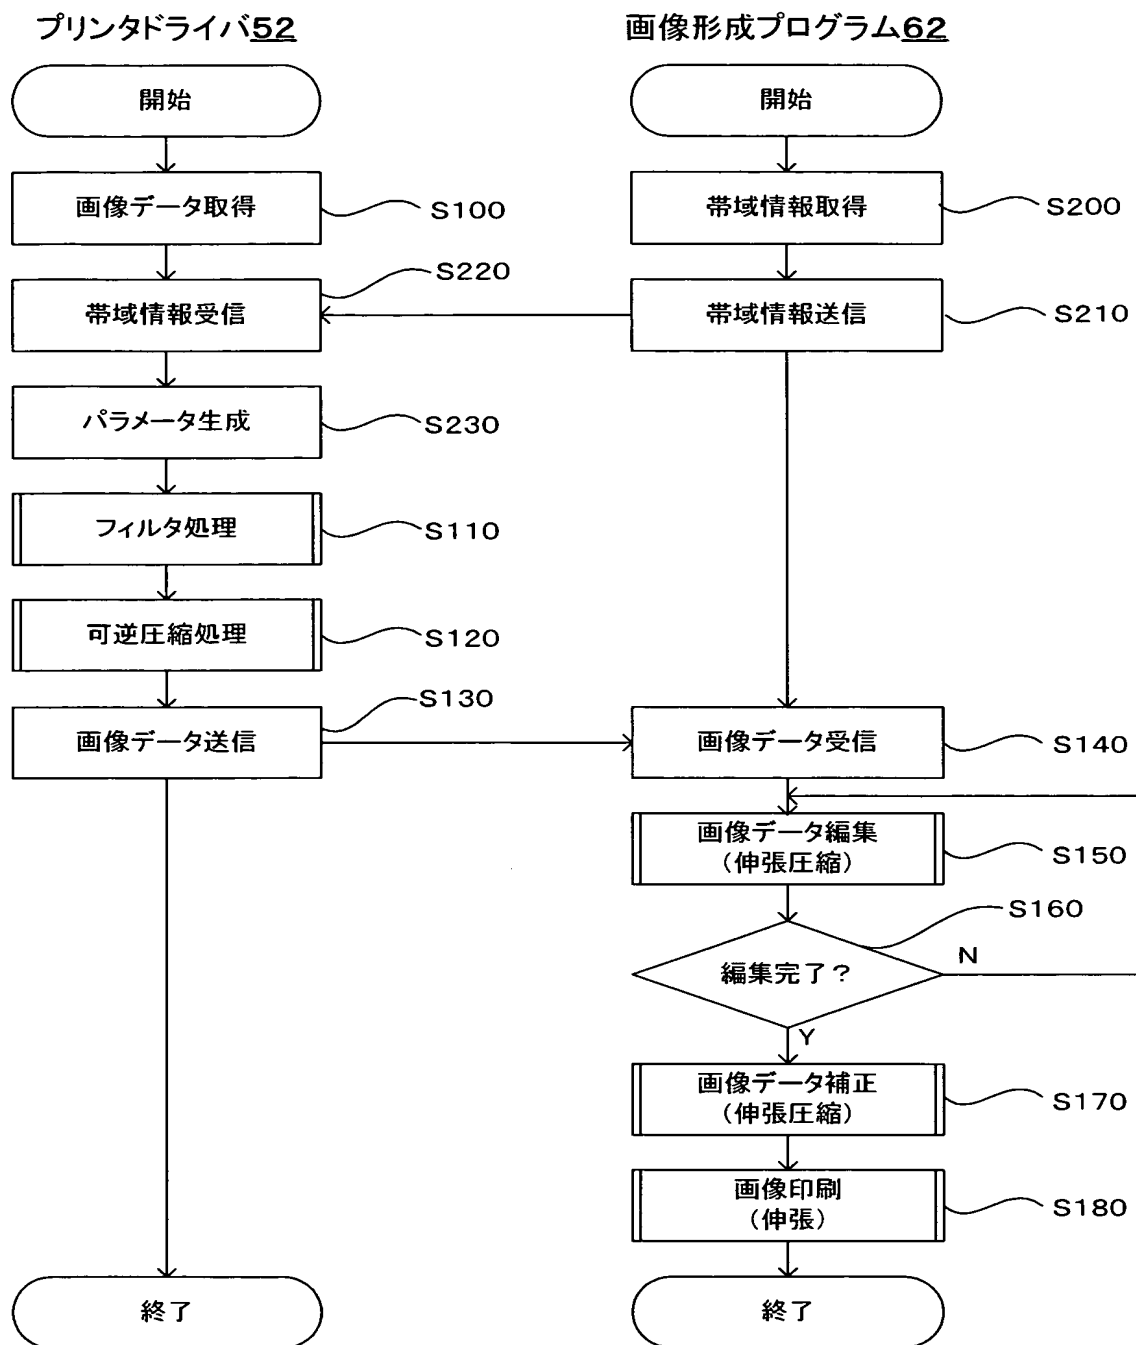 プリンタドライバ52
画像形成プログラム62
開始
開始
画像データ取得
S100
帯域情報取得
S200
S220
帯域情報受信
帯域情報送信
S210
パラメータ生成
S230
フィルタ処理
S110
可逆圧縮処理
S120
S130
画像データ送信
画像データ受信
S140
画像データ編集
(伸張圧縮)
S150
S160
編集完了?
N
Y
画像データ補正
(伸張圧縮)
S170
画像印刷
(伸張)
S180
終了
終了